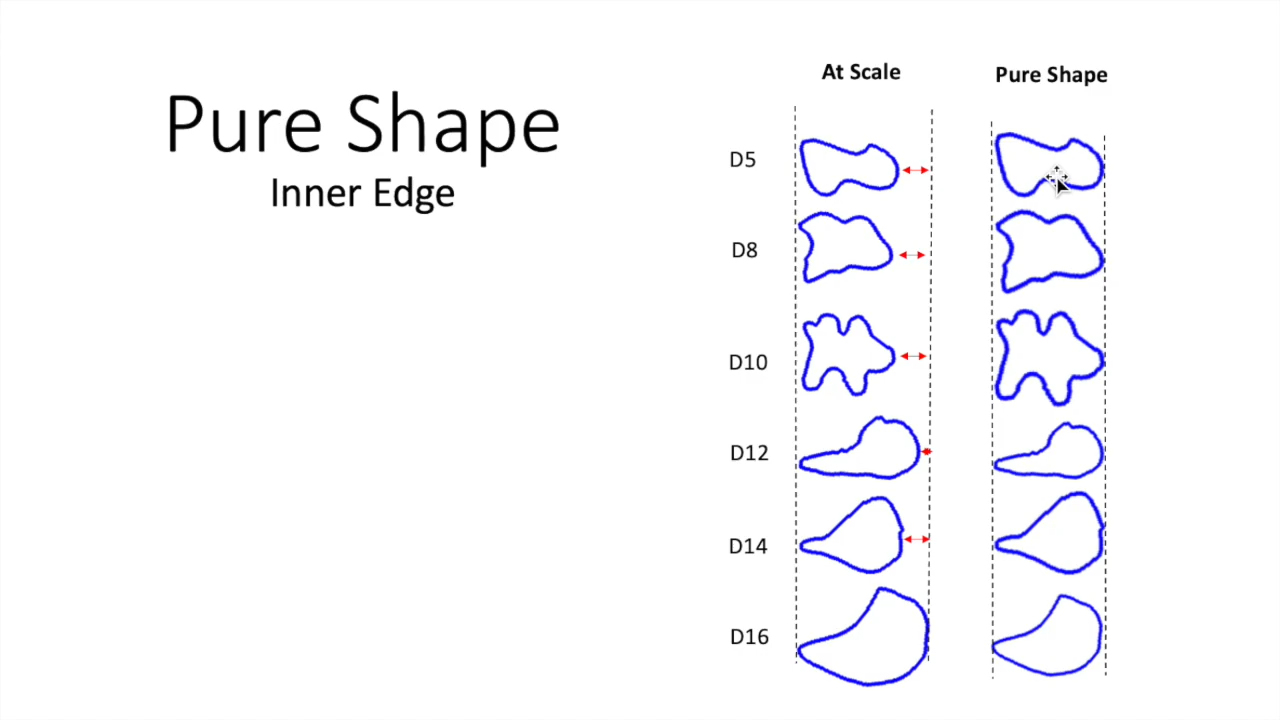 Pure Shape
Inner Edge
At Scale
Pure Shape
D5
D8
D10
D12
D14
D16